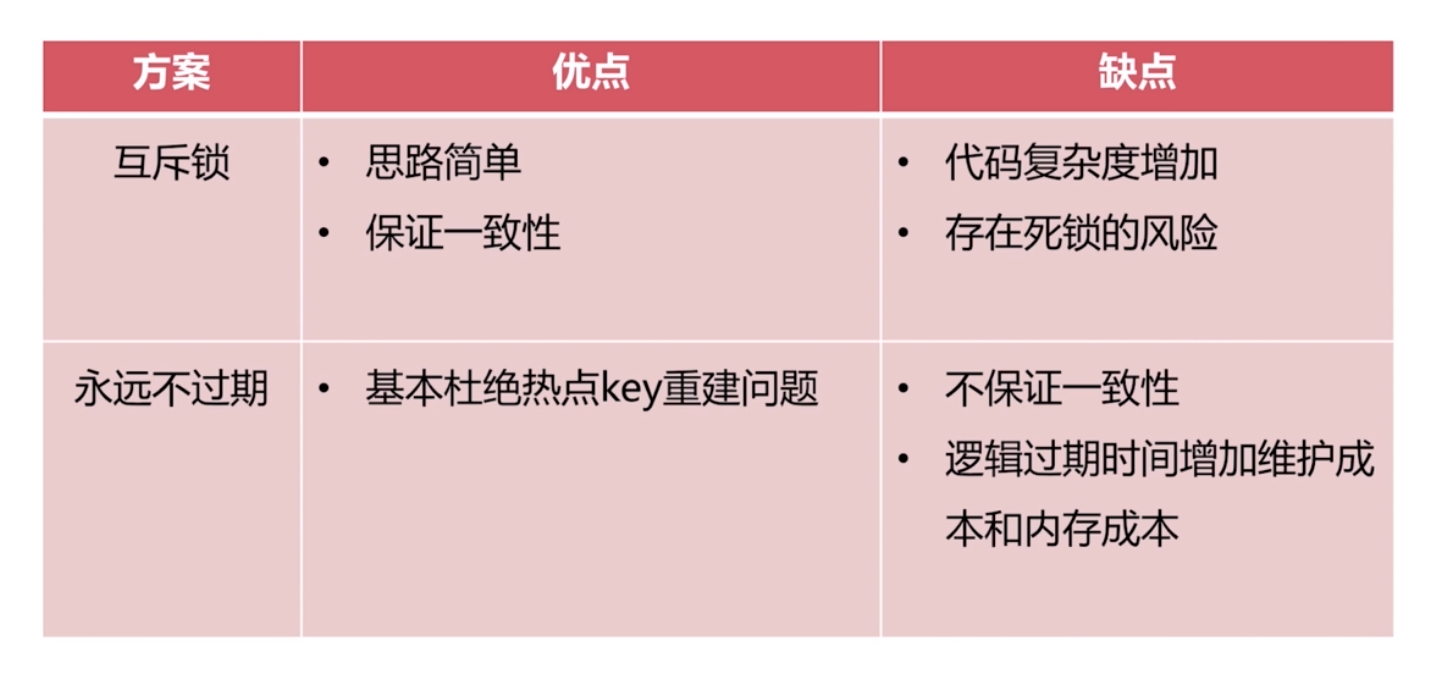 方案 优点 缺点
互斥锁
• 思路简单
• 保证一致性
• 代码复杂度增加
• 存在死锁的风险
永远不过期
• 基本杜绝热点key重建问题
• 不保证一致性
• 逻辑过期时间增加维护成
本和内存成本